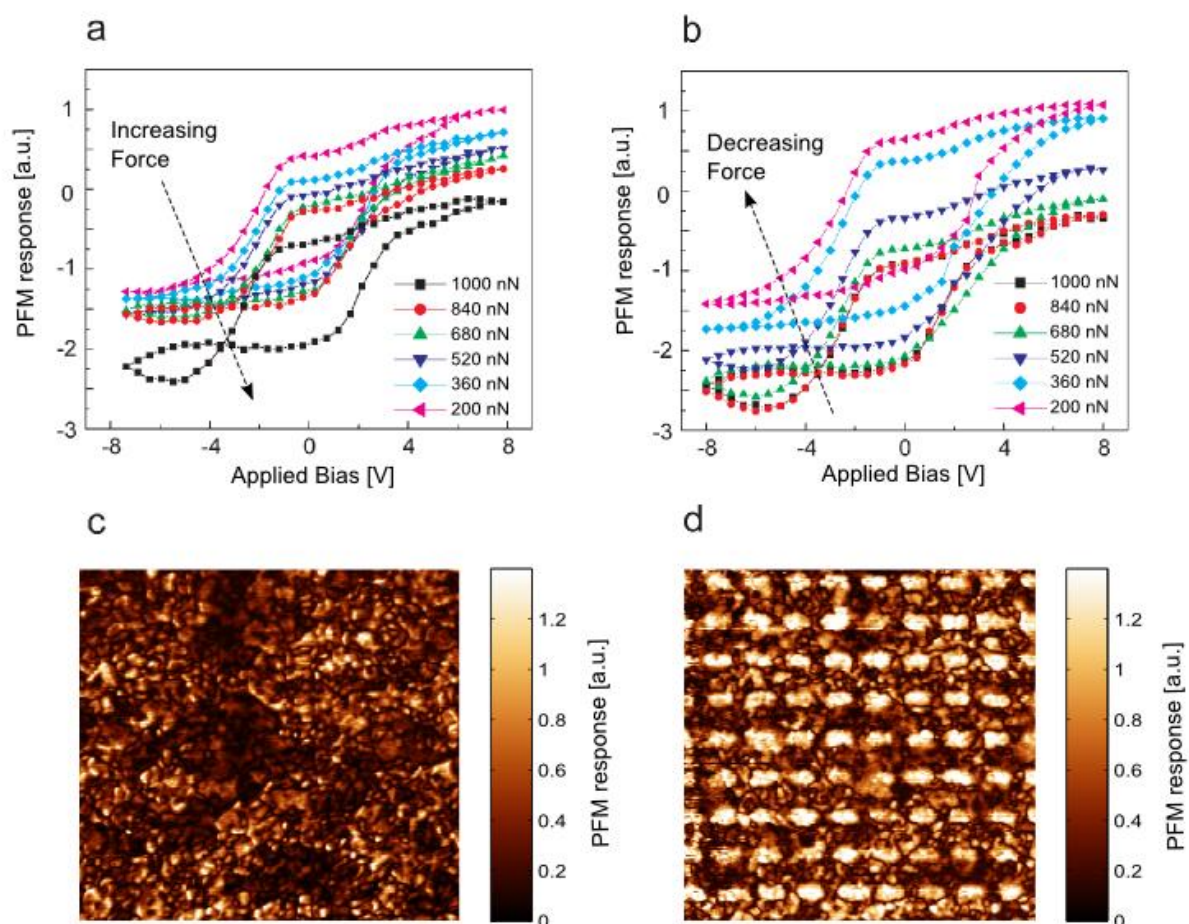 a
PFM response [a.u.]
1
0
-1
-2
-3
Increasing
Force
1000 nN
840 nN
680 nN
520 nN
360 nN
200 nN
-8
-4
0
4
8
Applied Bias [V]
b
PFM response [a.u.]
1
0
-1
-2
-3
Decreasing
Force
1000 nN
840 nN
680 nN
520 nN
360 nN
200 nN
-8
-4
0
4
8
Applied Bias [V]
c
1.2
1
0.8
0.6
0.4
0.2
0
PFM response [a.u.]
d
1.2
1
0.8
0.6
0.4
0.2
0
PFM response [a.u.]